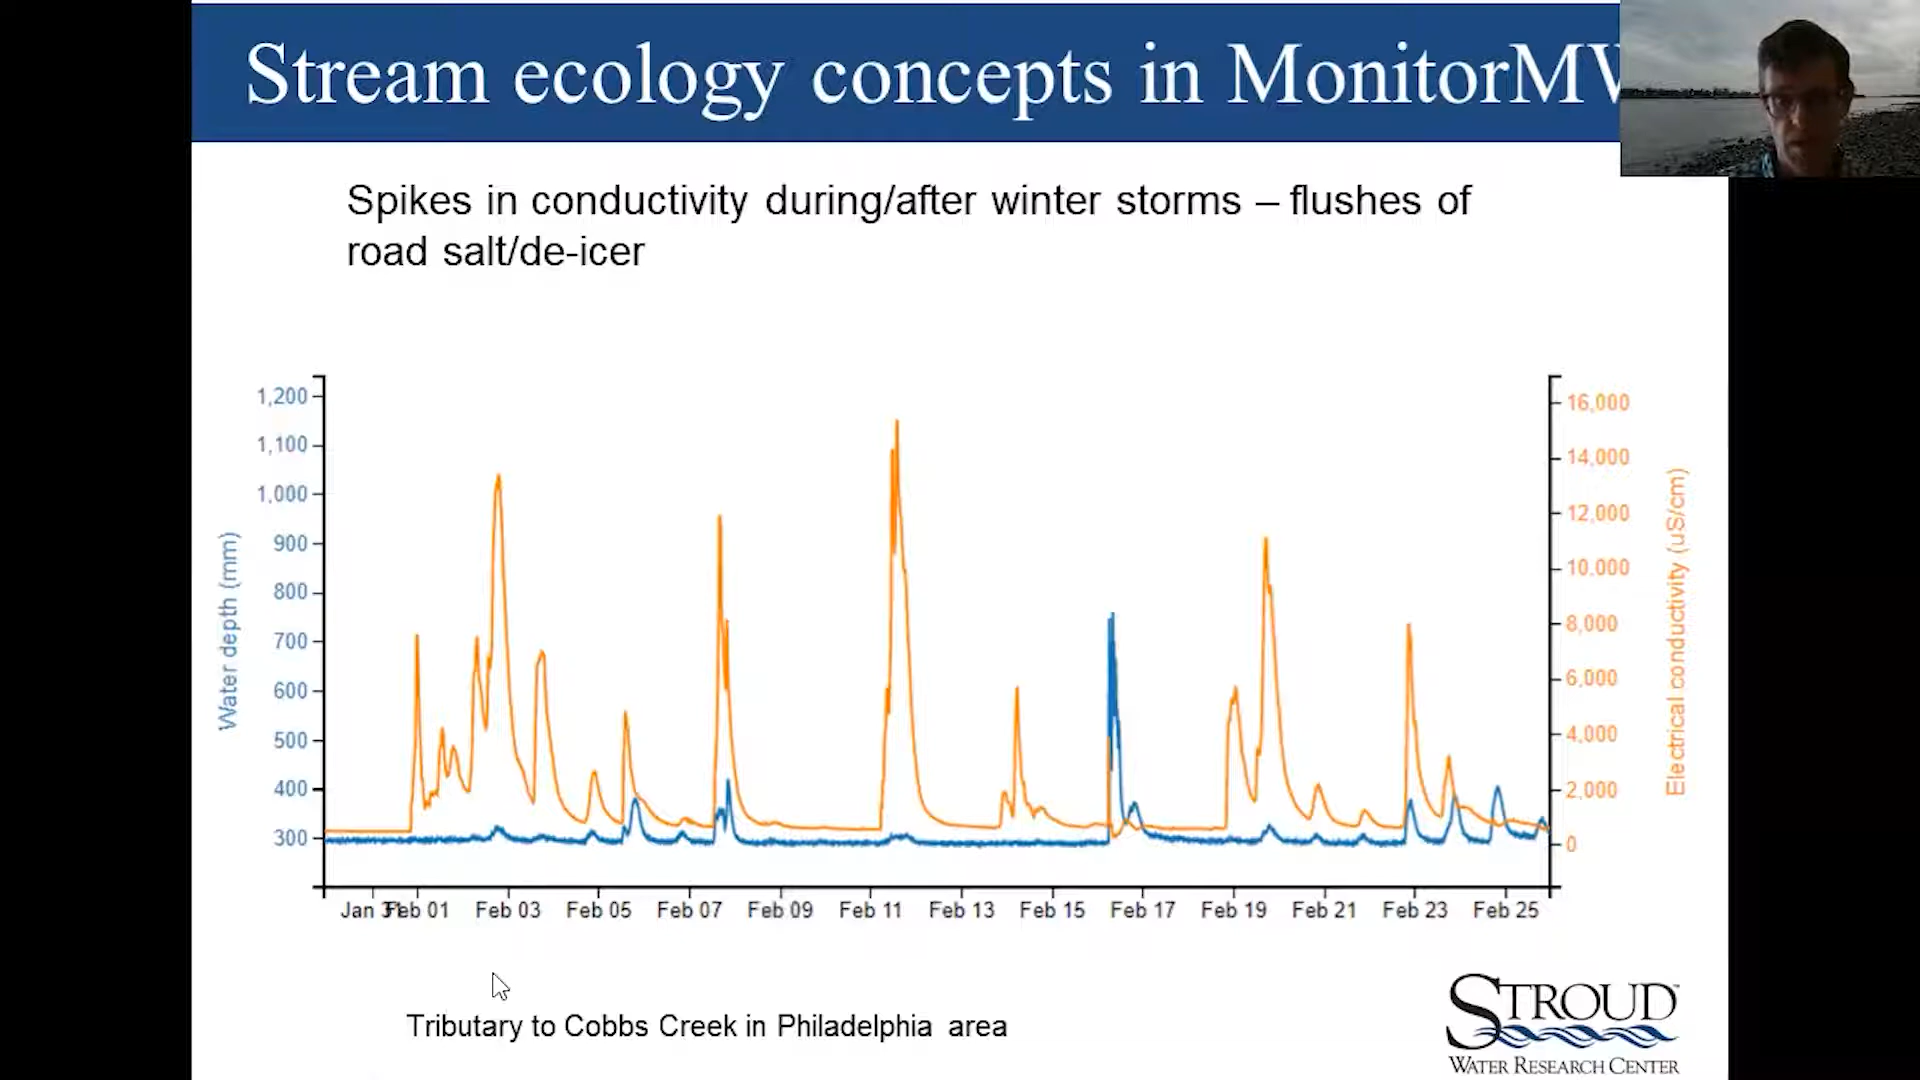 Stream ecology concepts in MonitorMW
Spikes in conductivity during/after winter storms – flushes of
road salt/de-icer
Water depth (mm)
1,200
1,100
1,000
900
800
700
600
500
400
300
16,000
14,000
12,000
10.000
8,000
6,000
4,000
2,000
0
Electrical conductivity (uS/cm)
Jan 31 Feb 01 Feb 03 Feb 05 Feb 07 Feb 09 Feb 11 Feb 13 Feb 15 Feb 17 Feb 19 Feb 21 Feb 23 Feb 25
Tributary to Cobbs Creek in Philadelphia area
STROUD™
WATER RESEARCH CENTER